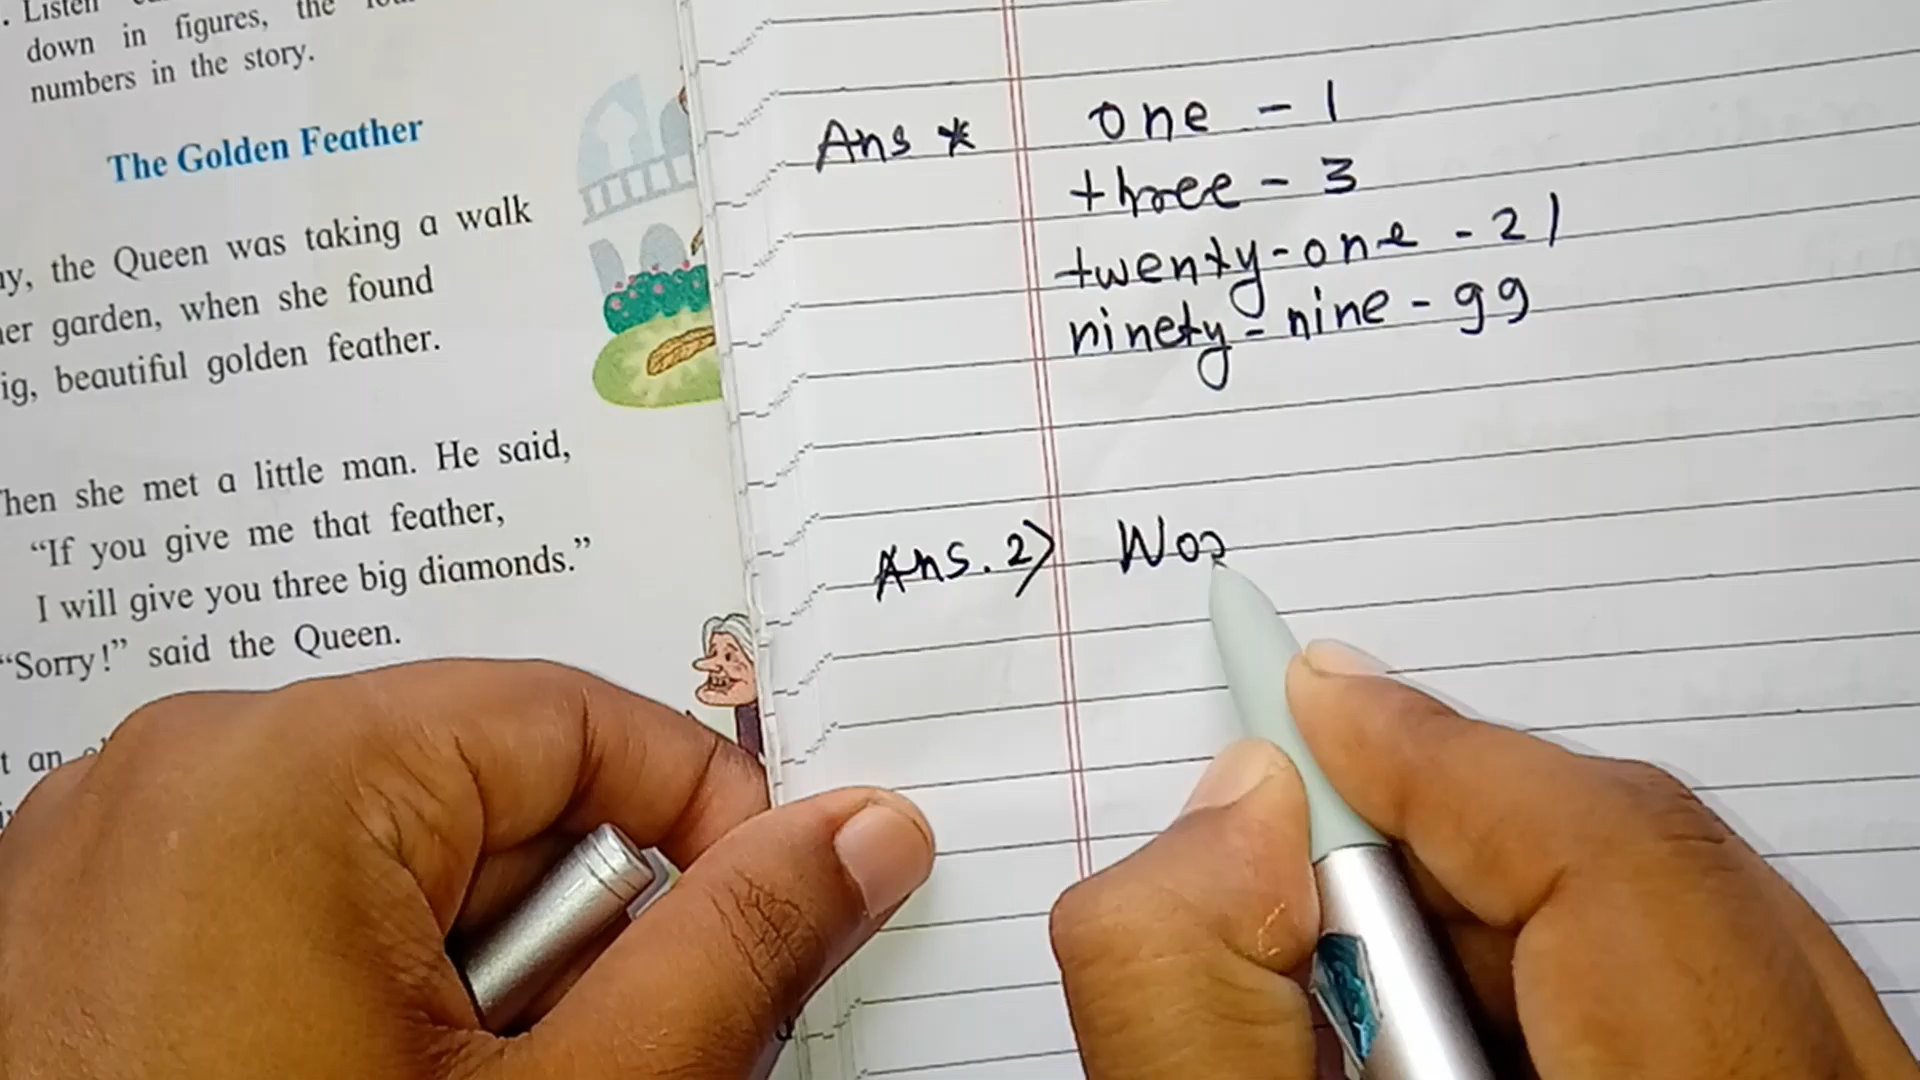 . Listen
down in figures, the
numbers in the story.
The Golden Feather
the Queen was taking a walk
garden, when she found
beautiful golden feather.
she met a little man. He said,
“If you give me that feather,
I will give you three big diamonds.”
“Sorry!” said the Queen.
an
Ans * one - 1
three - 3
twenty-one - 21
ninety-nine - 99
Ans. 2)